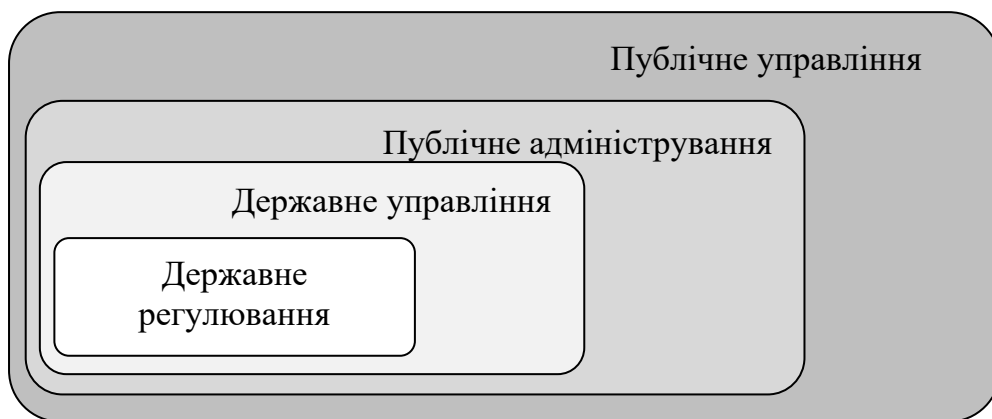 Публічне управління
Публічне адміністрування
Державне управління
Державне
регулювання